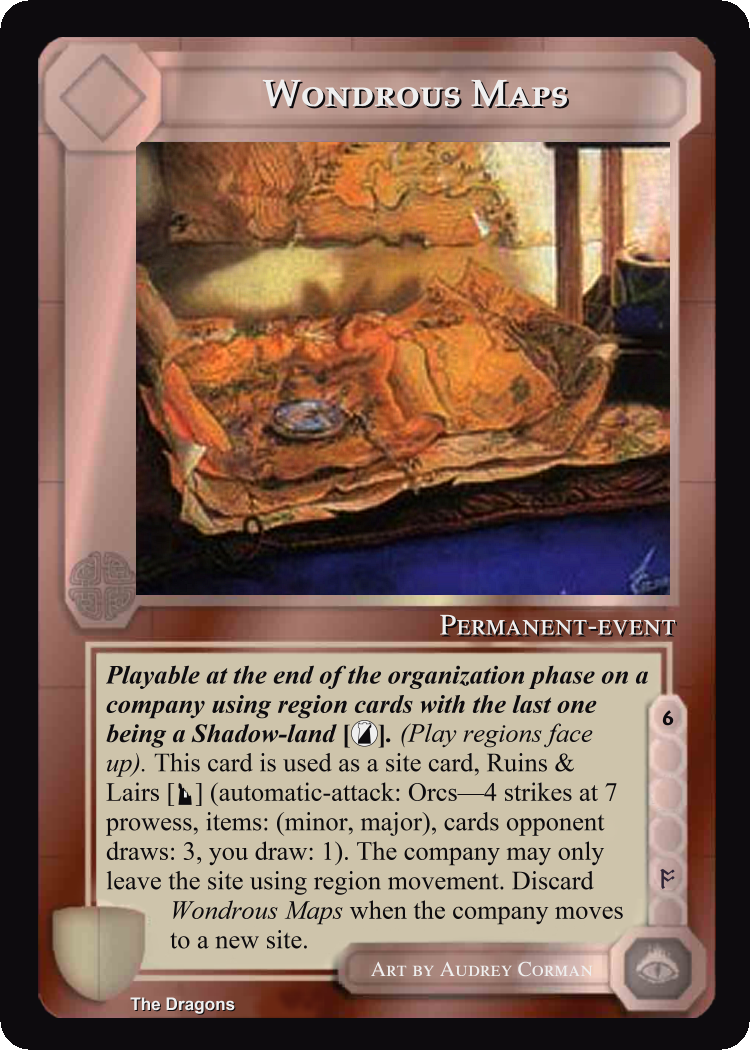 Wondrous Maps
Permanent-event
Playable at the end of the organization phase on a
company using region cards with the last one
being a Shadow-land [ ]. (Play regions face
up). This card is used as a site card, Ruins &
Lairs [ ] (automatic-attack: Orcs—4 strikes at 7
prowess, items: (minor, major), cards opponent
draws: 3, you draw: 1). The company may only
leave the site using region movement. Discard
Wondrous Maps when the company moves
to a new site.
6
Art by Audrey Corman
The Dragons